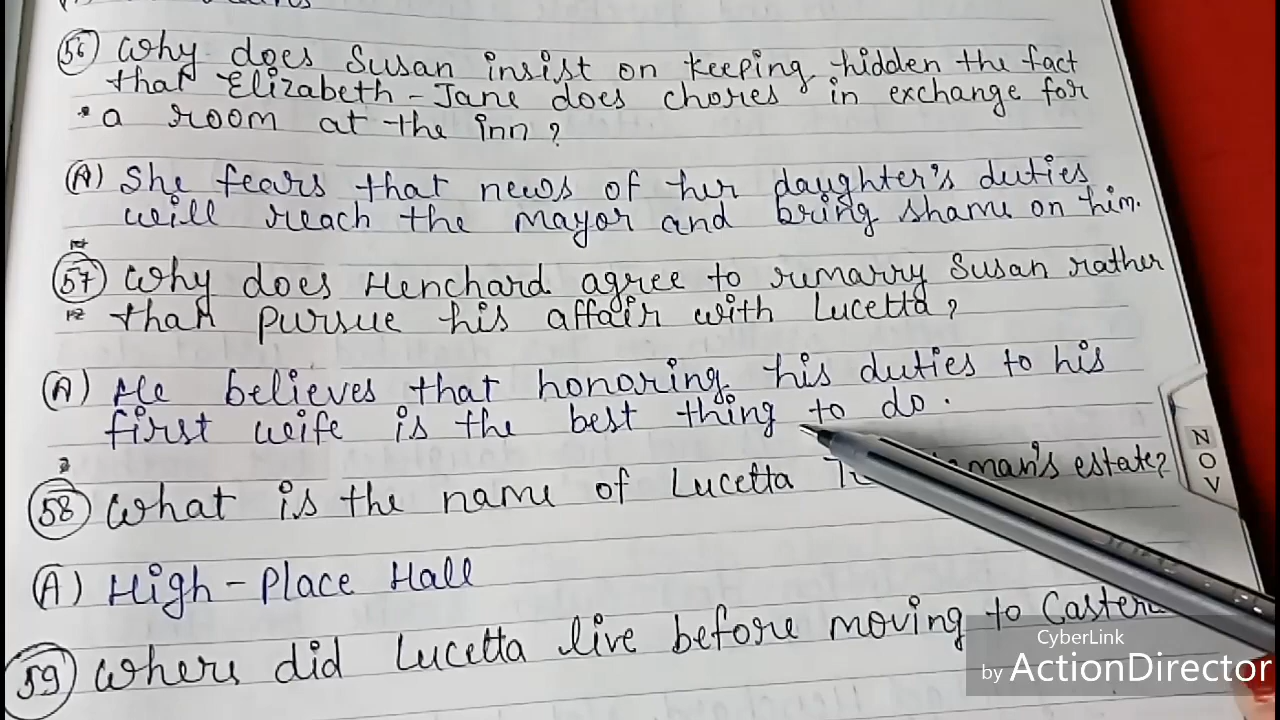 56 Why does Susan insist on keeping hidden the fact
that Elizabeth-Jane does chores in exchange for
a room at the inn?
(A) She fears that news of her daughter's duties
will reach the mayor and bring shame on him.
57 Why does Henchard agree to remarry Susan rather
than pursue his affair with Lucetta?
(A) He believes that honoring his duties to his
first wife is the best thing to do.
58 What is the name of Lucetta man's estate?
(A) High-Place Hall
59 Where did Lucetta live before moving to
NOV
CyberLink
by ActionDirector